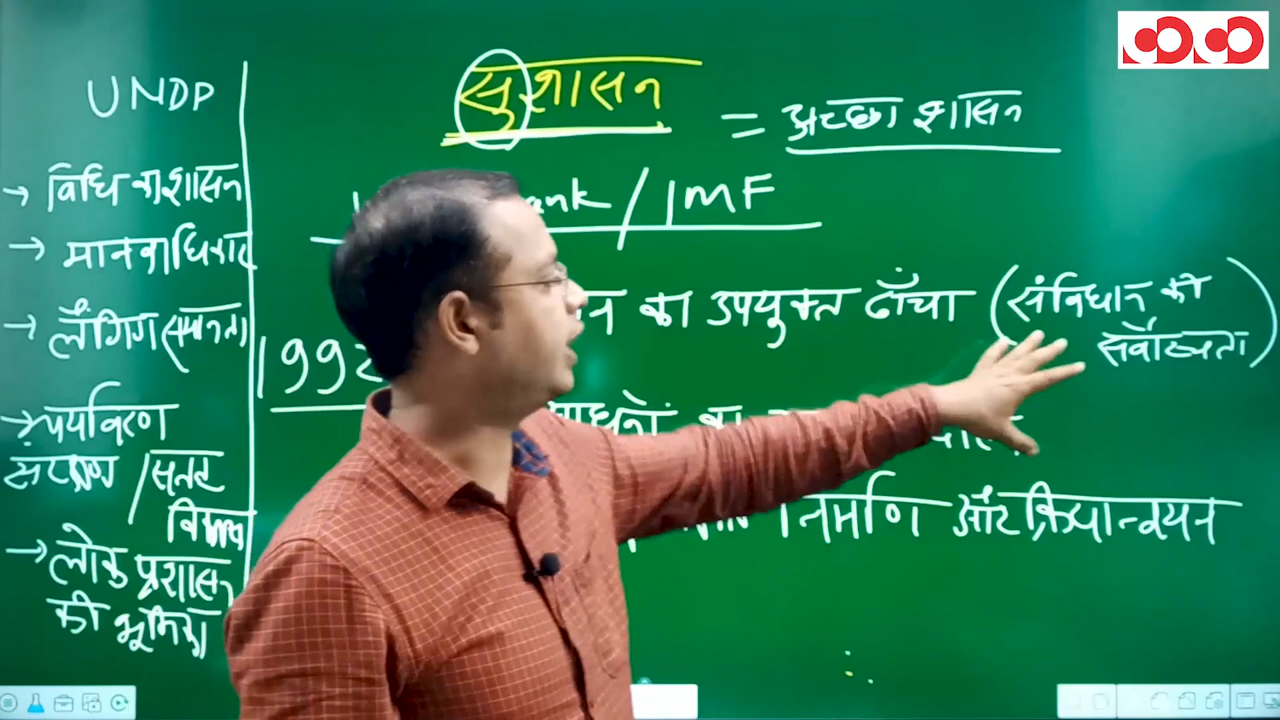 UNDP
→ विधि का शासन
→ मानवाधिकार
→ लैंगिग (समानता)
→ पर्यावरण
संरक्षण / सतत
विकास
→ लोक प्रशासन
की भूमिका
सुशासन
= अच्छा शासन
/ IMF
का उपयुक्त ढाँचा (संविधान की
सर्वोच्चता)
1992
का
निर्माण और क्रियान्वयन